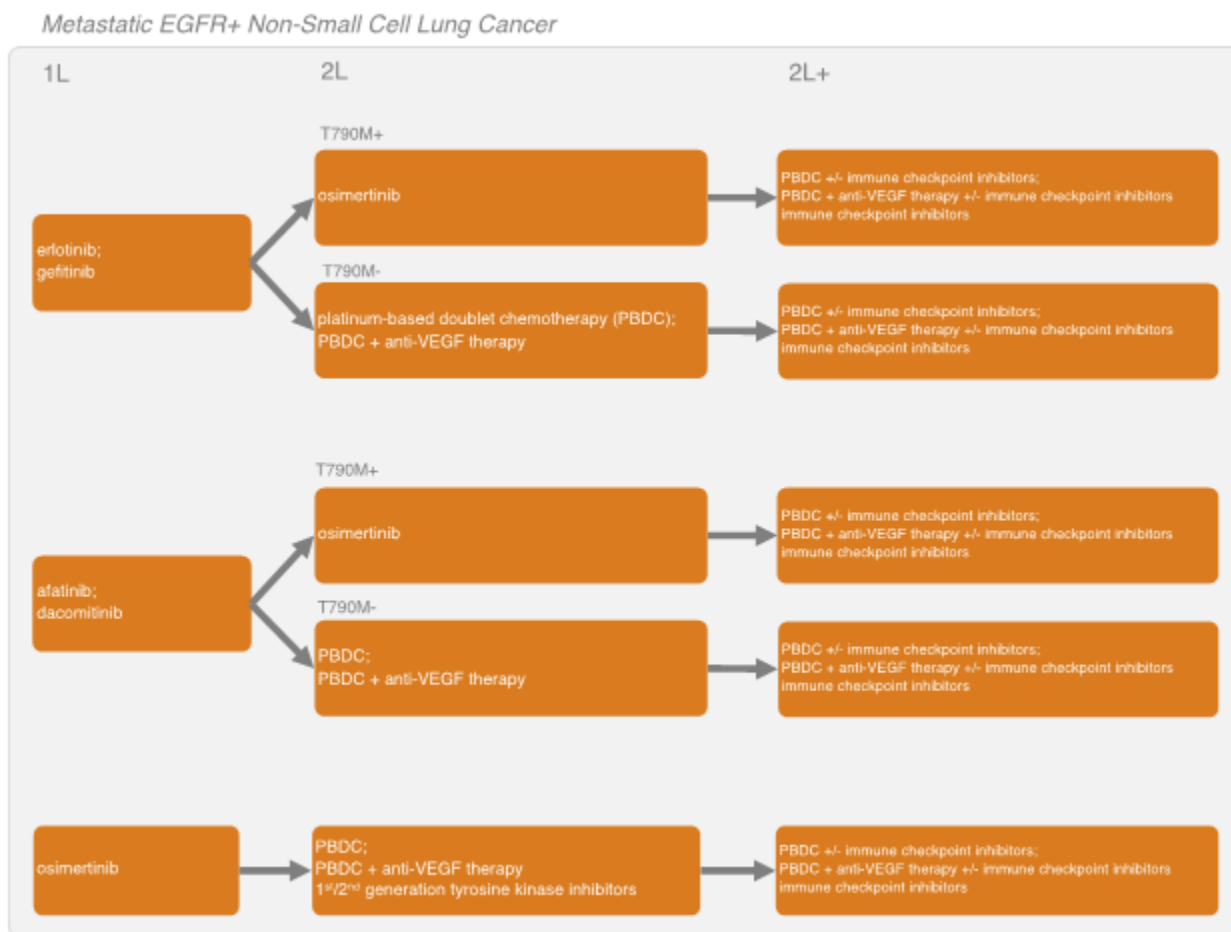 Metastatic EGFR+ Non-Small Cell Lung Cancer
1L
2L
2L+
erlotinib;
gefitinib
T790M+
osimertinib
PBDC +/- immune checkpoint inhibitors;
PBDC + anti-VEGF therapy +/- immune checkpoint inhibitors
immune checkpoint inhibitors
T790M-
platinum-based doublet chemotherapy (PBDC);
PBDC + anti-VEGF therapy
PBDC +/- immune checkpoint inhibitors;
PBDC + anti-VEGF therapy +/- immune checkpoint inhibitors
immune checkpoint inhibitors
afatinib;
dacomitinib
T790M+
osimertinib
PBDC +/- immune checkpoint inhibitors;
PBDC + anti-VEGF therapy +/- immune checkpoint inhibitors
immune checkpoint inhibitors
T790M-
PBDC;
PBDC + anti-VEGF therapy
PBDC +/- immune checkpoint inhibitors;
PBDC + anti-VEGF therapy +/- immune checkpoint inhibitors
immune checkpoint inhibitors
osimertinib
PBDC;
PBDC + anti-VEGF therapy
1st/2nd generation tyrosine kinase inhibitors
PBDC +/- immune checkpoint inhibitors;
PBDC + anti-VEGF therapy +/- immune checkpoint inhibitors
immune checkpoint inhibitors